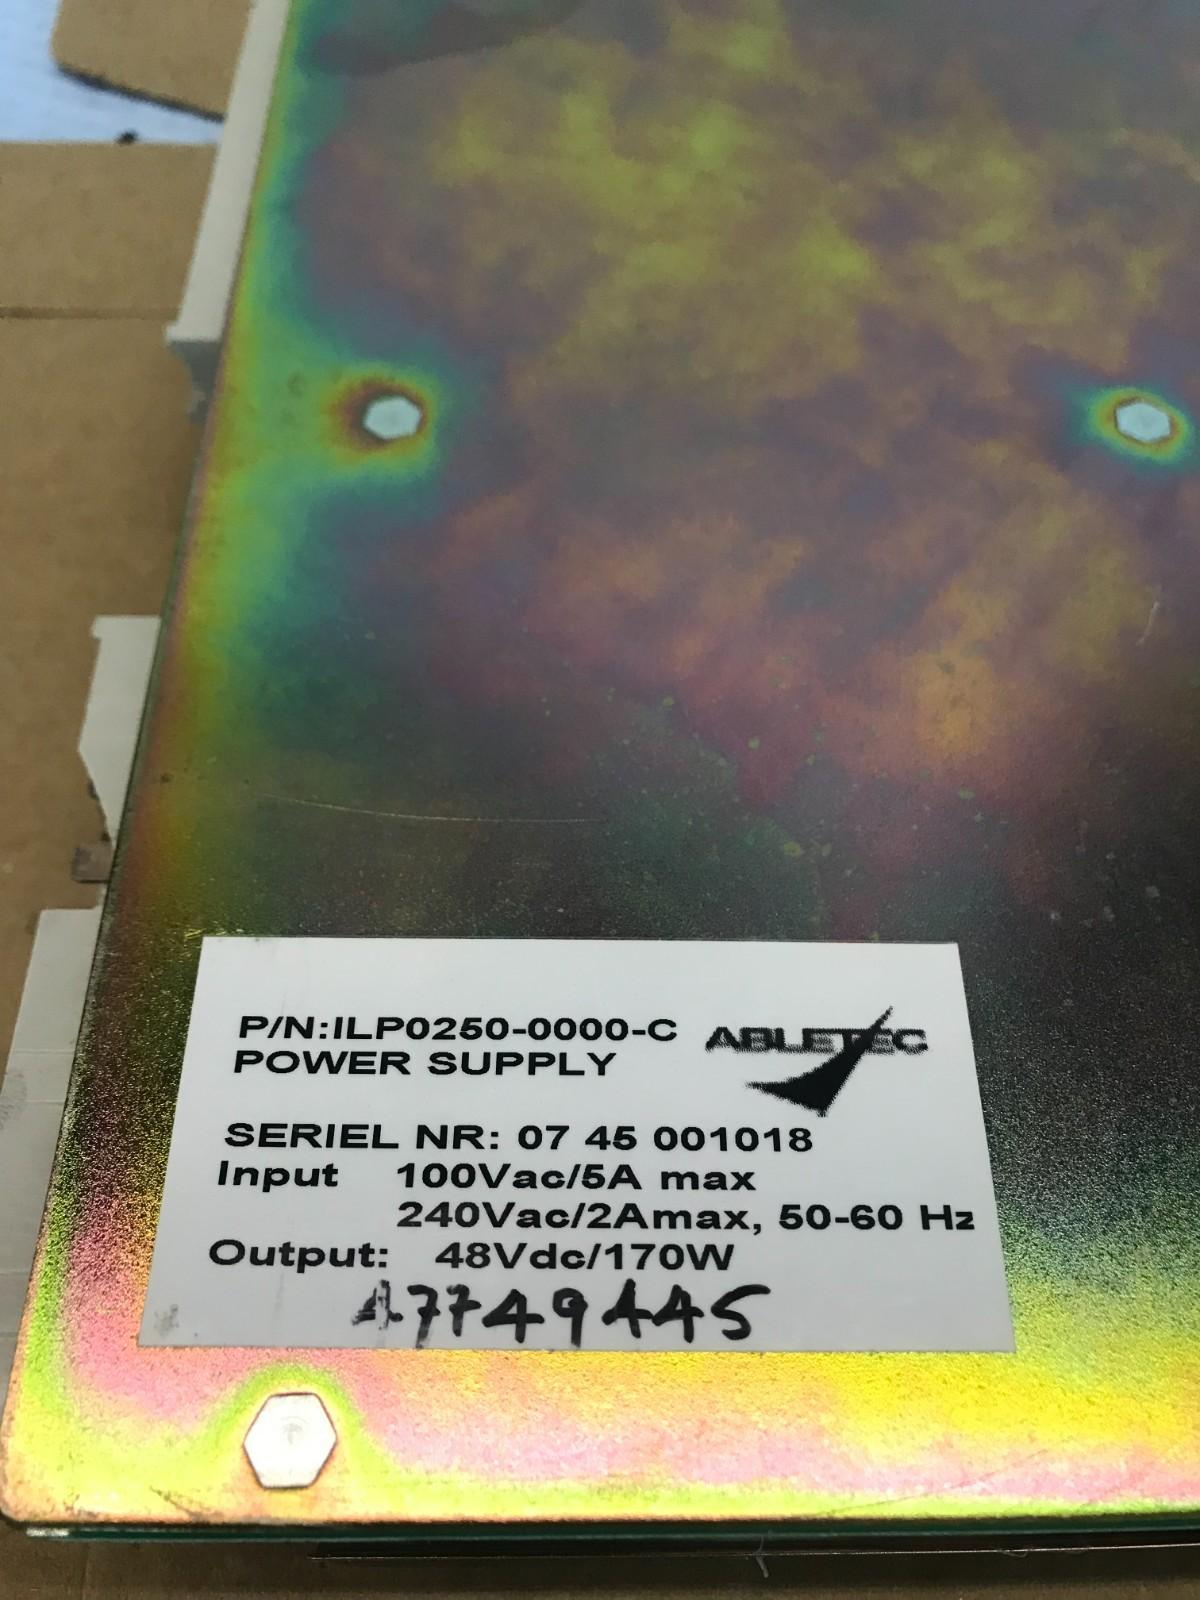 P/N:ILP0250-0000-C ABLETEC
POWER SUPPLY
SERIEL NR: 07 45 001018
Input 100Vac/5A max
240Vac/2Amax, 50-60 Hz
Output: 48Vdc/170W